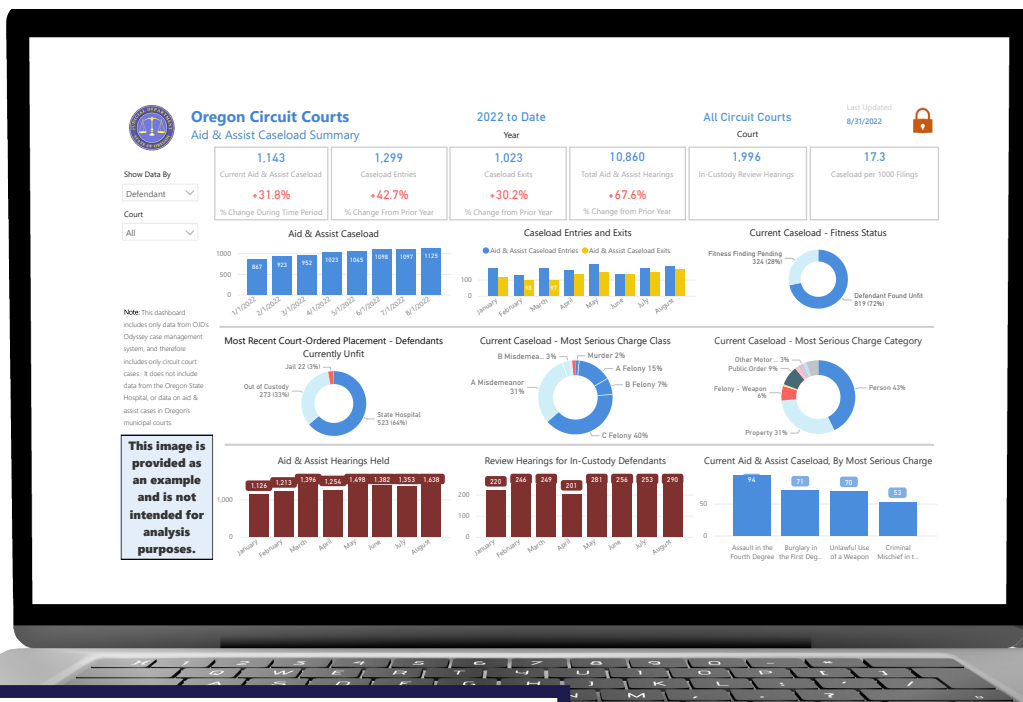 Oregon Circuit Courts
Aid & Assist Caseload Summary
2022 to Date
Year
All Circuit Courts
Court
Last Updated
8/31/2022
Show Data By
Defendant
Court
All
1,143
Current Aid & Assist Caseload
+31.8%
% Change During Time Period
1,299
Caseload Entries
+42.7%
% Change From Prior Year
1,023
Caseload Exits
+30.2%
% Change from Prior Year
10,860
Total Aid & Assist Hearings
+67.6%
% Change from Prior Year
1,996
In-Custody Review Hearings
17.3
Caseload per 1000 Filings
Note: This dashboard
includes only data from OJD's
Odyssey case management
system, and therefore
includes only circuit court
cases. It does not include
data from the Oregon State
Hospital, or data on aid &
assist cases in Oregon's
municipal courts.
This image is
provided as
an example
and is not
intended for
analysis
purposes.
Aid & Assist Caseload
1000
500
0
867
923
952
1023
1045
1098
1097
1125
1/1/2022
2/1/2022
3/1/2022
4/1/2022
5/1/2022
6/1/2022
7/1/2022
8/1/2022
Caseload Entries and Exits
Aid & Assist Caseload Entries
Aid & Assist Caseload Exits
100
0
98
97
January
February
March
April
May
June
July
August
Current Caseload - Fitness Status
Fitness Finding Pending
324 (28%)
Defendant Found Unfit
819 (72%)
Most Recent Court-Ordered Placement - Defendants
Currently Unfit
Jail 22 (3%)
Out of Custody
273 (33%)
State Hospital
523 (64%)
Current Caseload - Most Serious Charge Class
B Misdemea... 3%
Murder 2%
A Felony 15%
B Felony 7%
A Misdemeanor
31%
C Felony 40%
Current Caseload - Most Serious Charge Category
Other Motor ... 3%
Public Order 9%
Felony - Weapon
6%
Person 43%
Property 31%
Aid & Assist Hearings Held
1,000
0
1,126
1,213
1,396
1,254
1,498
1,382
1,353
1,638
January
February
March
April
May
June
July
August
Review Hearings for In-Custody Defendants
200
100
0
220
246
249
201
281
256
253
290
January
February
March
April
May
June
July
August
Current Aid & Assist Caseload, By Most Serious Charge
50
0
94
71
70
53
Assault in the
Fourth Degree
Burglary in
the First Deg...
Unlawful Use
of a Weapon
Criminal
Mischief in t...